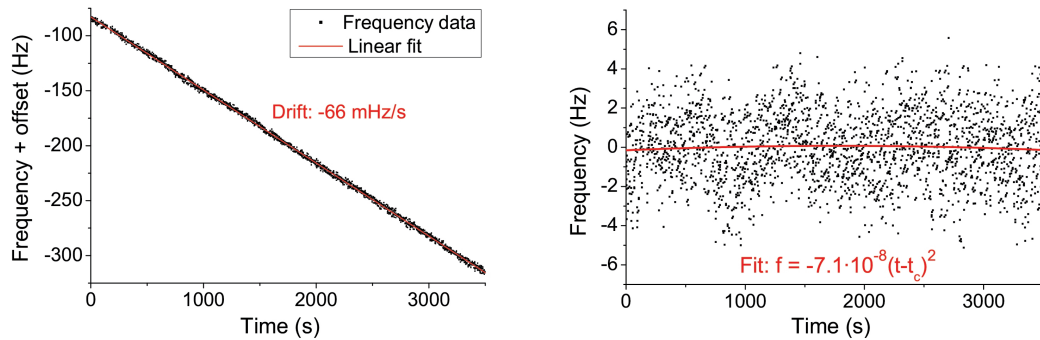 Frequency data
Linear fit
Drift: -66 mHz/s
Frequency + offset (Hz)
-100
-150
-200
-250
-300
0
1000
2000
3000
Time (s)
Frequency (Hz)
6
4
2
0
-2
-4
-6
Fit: f = -7.1·10⁻⁸(t-t_c)²
0
1000
2000
3000
Time (s)